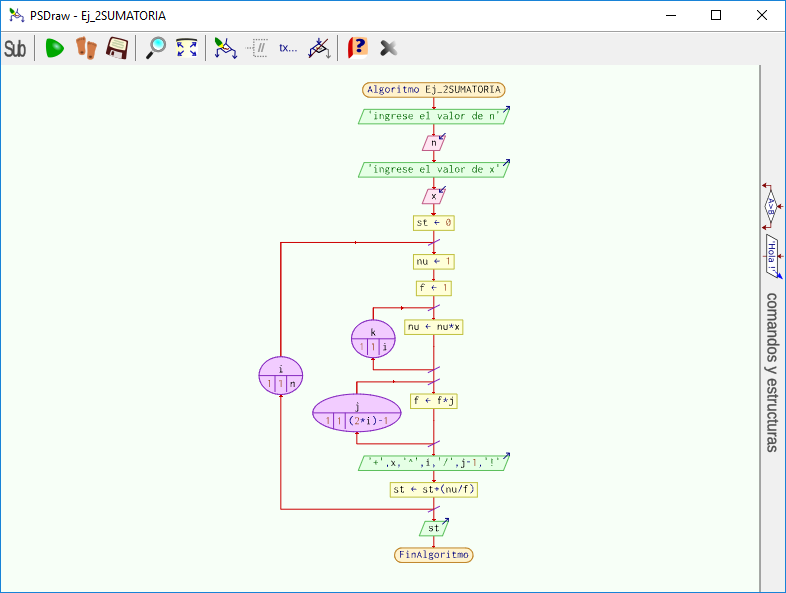 PSDraw - Ej_2SUMATORIA
Sub
//
tx...
?
Algoritmo Ej_2SUMATORIA
'ingrese el valor de n'
n
'ingrese el valor de x'
x
st ← 0
nu ← 1
f ← 1
k
1 1 i
nu ← nu*x
i
1 1 n
j
1 1 (2*i)-1
f ← f*j
'+',x,'^',i,'/',j-1,'!'
st ← st+(nu/f)
st
FinAlgoritmo
A>B
'Hola !'
comandos y estructuras